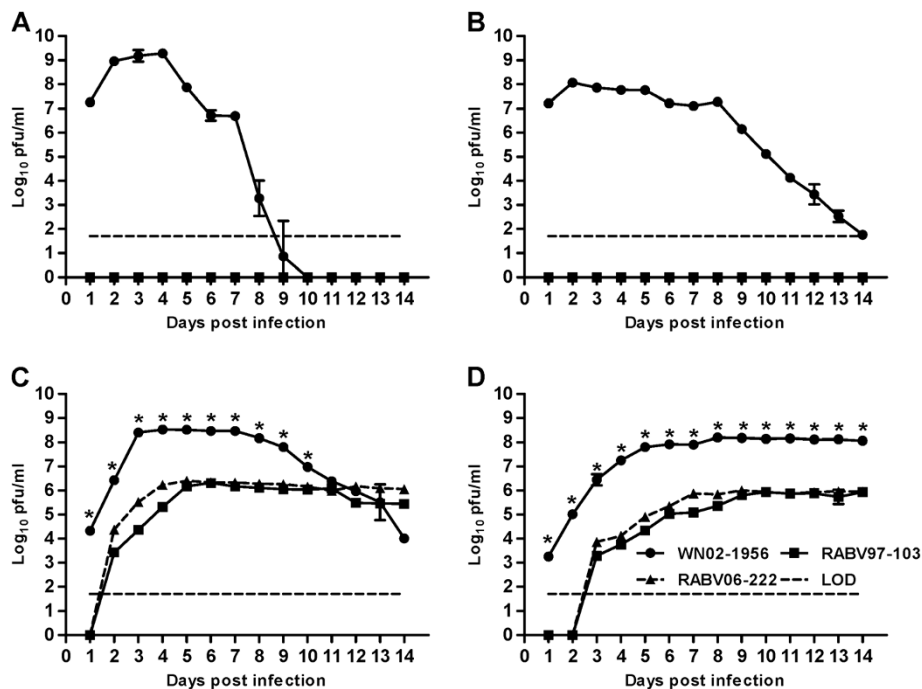 A
10
9
8
7
6
5
4
3
2
1
0
Log10 pfu/ml
0 1 2 3 4 5 6 7 8 9 10 11 12 13 14
Days post infection
B
10
9
8
7
6
5
4
3
2
1
0
Log10 pfu/ml
0 1 2 3 4 5 6 7 8 9 10 11 12 13 14
Days post infection
C
10
9
8
7
6
5
4
3
2
1
0
Log10 pfu/ml
* * * * * * * * * *
0 1 2 3 4 5 6 7 8 9 10 11 12 13 14
Days post infection
D
10
9
8
7
6
5
4
3
2
1
0
Log10 pfu/ml
* * * * * * * * * * * * * *
WN02-1956 RABV97-103
RABV06-222 LOD
0 1 2 3 4 5 6 7 8 9 10 11 12 13 14
Days post infection